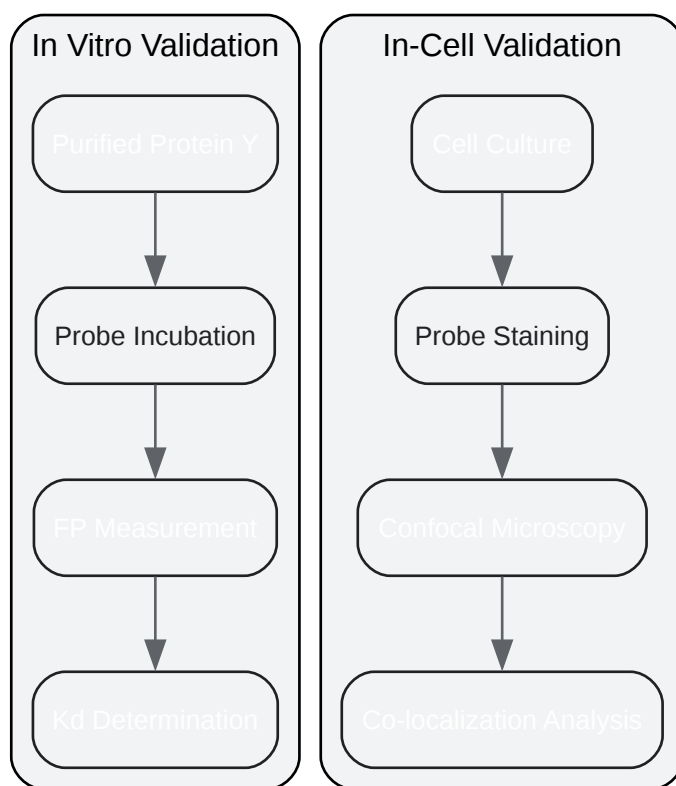 In Vitro Validation
Purified Protein Y
Probe Incubation
FP Measurement
Kd Determination
In-Cell Validation
Cell Culture
Probe Staining
Confocal Microscopy
Co-localization Analysis